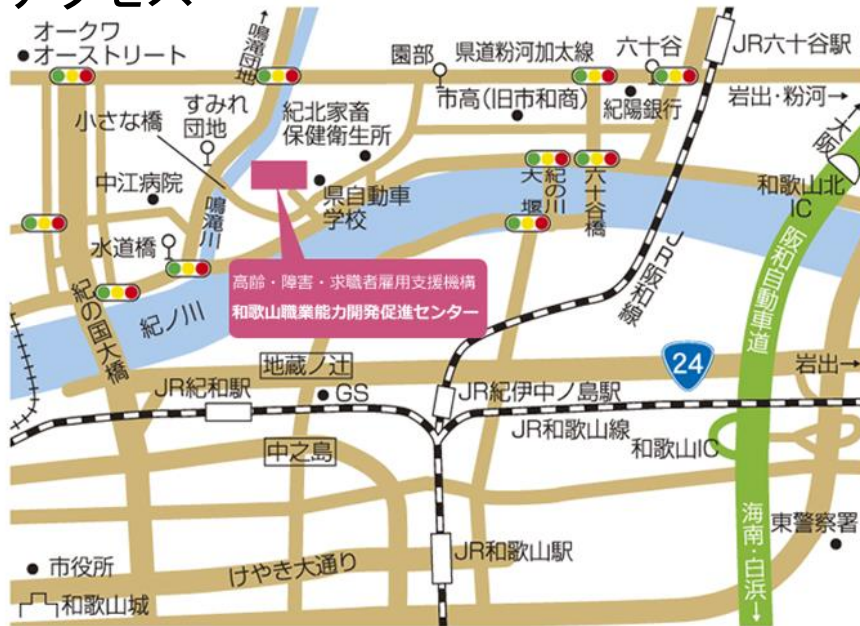 アクセス
オークワ
オーストリート
↑鳴滝団地
園部
県道粉河加太線
六十谷
JR六十谷駅
すみれ
団地
小さな橋
紀北家畜
保健衛生所
市高(旧市和商)
紀陽銀行
岩出・粉河→
大阪
中江病院
県自動車
学校
紀の川
大堰
六十谷橋
和歌山北
IC
鳴滝川
水道橋
JR阪和線
阪和自動車道
高齢・障害・求職者雇用支援機構
和歌山職業能力開発促進センター
紀の国大橋
紀ノ川
地蔵ノ辻
24
岩出→
JR紀和駅
GS
JR紀伊中ノ島駅
JR和歌山線
和歌山IC
中之島
海南・白浜→
東警察署
JR和歌山駅
けやき大通り
市役所
和歌山城